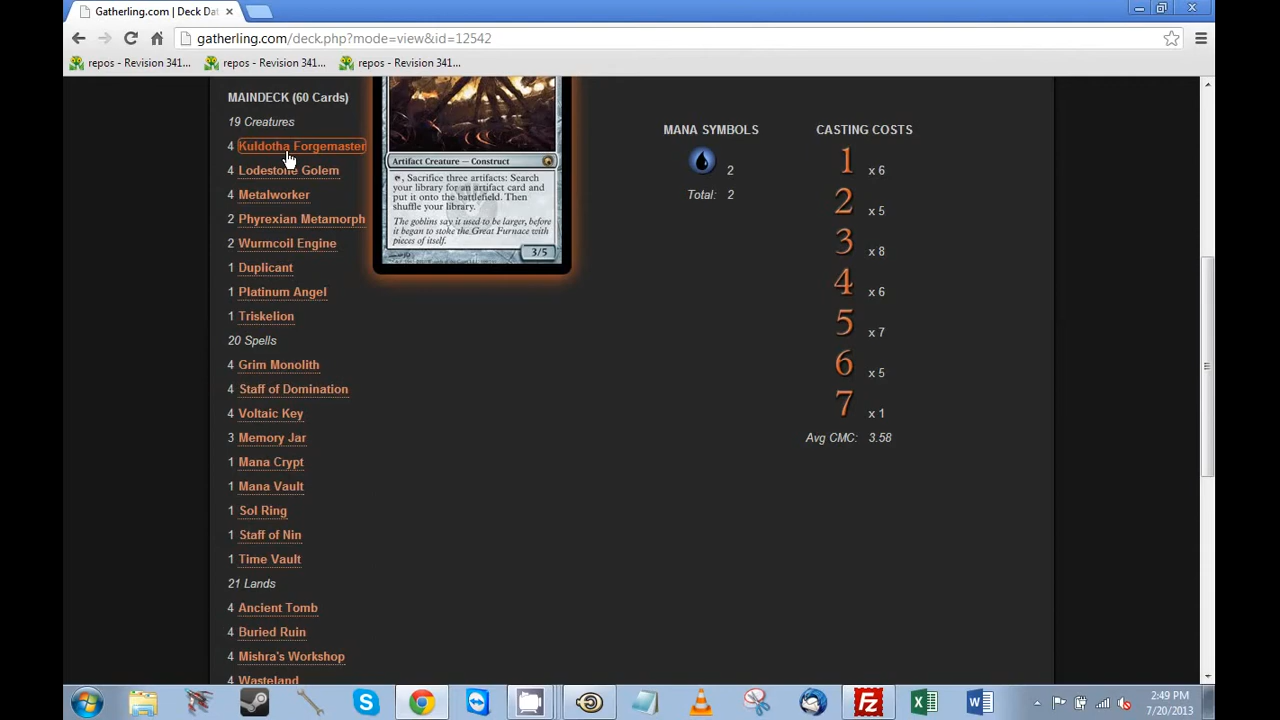 Gatherling.com | Deck Dat
gatherling.com/deck.php?mode=view&id=12542
repos - Revision 341...
repos - Revision 341...
repos - Revision 341...
MAINDECK (60 Cards)
19 Creatures
4 Kuldotha Forgemaster
4 Lodestone Golem
4 Metalworker
2 Phyrexian Metamorph
2 Wurmcoil Engine
1 Duplicant
1 Platinum Angel
1 Triskelion
20 Spells
4 Grim Monolith
4 Staff of Domination
4 Voltaic Key
3 Memory Jar
1 Mana Crypt
1 Mana Vault
1 Sol Ring
1 Staff of Nin
1 Time Vault
21 Lands
4 Ancient Tomb
4 Buried Ruin
4 Mishra's Workshop
Wasteland
Artifact Creature — Construct
, Sacrifice three artifacts: Search
your library for an artifact card and
put it onto the battlefield. Then
shuffle your library.
The goblins say it used to be larger, before
it began to stoke the Great Furnace with
pieces of itself.
3/5
MANA SYMBOLS
2
Total: 2
CASTING COSTS
1 x 6
2 x 5
3 x 8
4 x 6
5 x 7
6 x 5
7 x 1
Avg CMC: 3.58
2:49 PM
7/20/2013